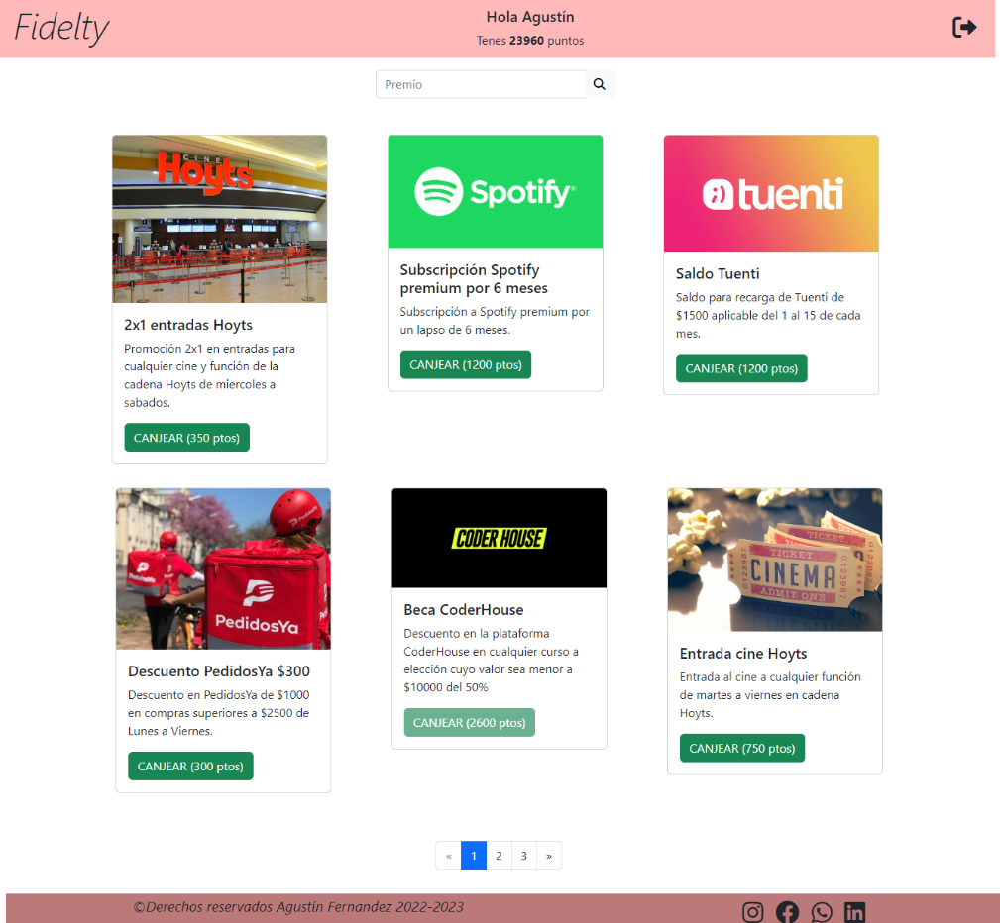 Fidelty
Hola Agustín
Tenes 23960 puntos
Premio
CINE
Hoyts
Spotify®
tuenti
2x1 entradas Hoyts
Promoción 2x1 en entradas para
cualquier cine y función de la
cadena Hoyts de miercoles a
sabados.
CANJEAR (350 ptos)
Subscripción Spotify
premium por 6 meses
Subscripción a Spotify premium por
un lapso de 6 meses.
CANJEAR (1200 ptos)
Saldo Tuenti
Saldo para recarga de Tuenti de
$1500 aplicable del 1 al 15 de cada
mes.
CANJEAR (1200 ptos)
PedidosYa
PedidosYa
CODER HOUSE
TICKET
TICKET
CINEMA
ADMIT ONE
0123987
0123987
Descuento PedidosYa $300
Descuento en PedidosYa de $1000
en compras superiores a $2500 de
Lunes a Viernes.
CANJEAR (300 ptos)
Beca CoderHouse
Descuento en la plataforma
CoderHouse en cualquier curso a
elección cuyo valor sea menor a
$10000 del 50%
CANJEAR (2600 ptos)
Entrada cine Hoyts
Entrada al cine a cualquier función
de martes a viernes en cadena
Hoyts.
CANJEAR (750 ptos)
« 1 2 3 »
©Derechos reservados Agustín Fernandez 2022-2023